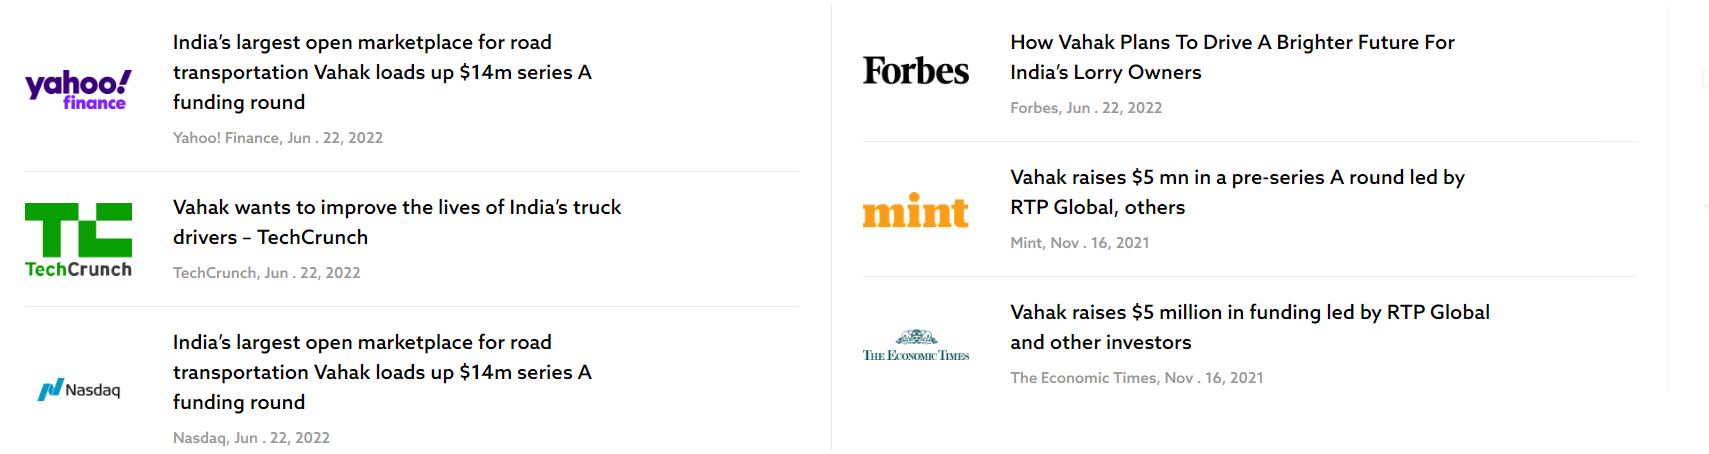 yahoo!
finance
India’s largest open marketplace for road
transportation Vahak loads up $14m series A
funding round
Yahoo! Finance, Jun . 22, 2022
TechCrunch
Vahak wants to improve the lives of India’s truck
drivers – TechCrunch
TechCrunch, Jun . 22, 2022
Nasdaq
India’s largest open marketplace for road
transportation Vahak loads up $14m series A
funding round
Nasdaq, Jun . 22, 2022
Forbes
How Vahak Plans To Drive A Brighter Future For
India’s Lorry Owners
Forbes, Jun . 22, 2022
mint
Vahak raises $5 mn in a pre-series A round led by
RTP Global, others
Mint, Nov . 16, 2021
THE ECONOMIC TIMES
Vahak raises $5 million in funding led by RTP Global
and other investors
The Economic Times, Nov . 16, 2021